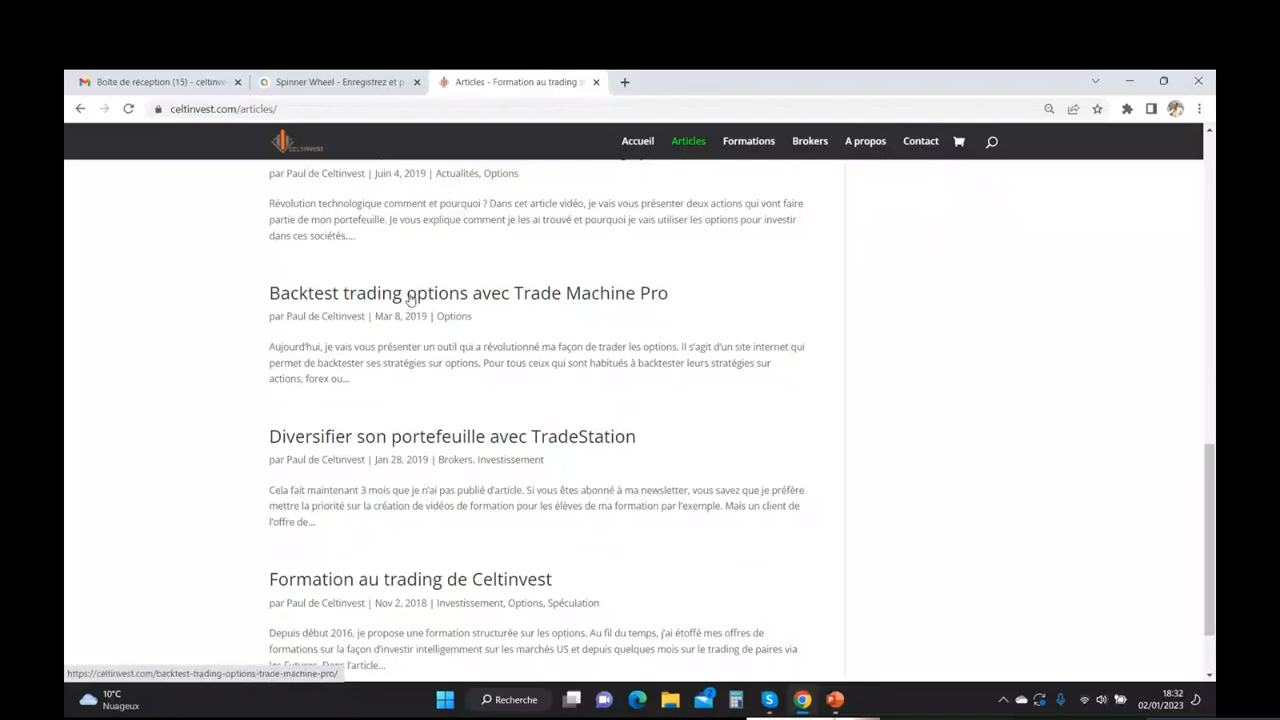 Boîte de réception (15) - celtinve
Spinner Wheel - Enregistrez et p
Articles - Formation au trading s
celtinvest.com/articles/
CELTINVEST
Accueil
Articles
Formations
Brokers
A propos
Contact
par Paul de Celtinvest | Juin 4, 2019 | Actualités, Options
Révolution technologique comment et pourquoi ? Dans cet article vidéo, je vais vous présenter deux actions qui vont faire
partie de mon portefeuille. Je vous explique comment je les ai trouvé et pourquoi je vais utiliser les options pour investir
dans ces sociétés....
Backtest trading options avec Trade Machine Pro
par Paul de Celtinvest | Mar 8, 2019 | Options
Aujourd'hui, je vais vous présenter un outil qui a révolutionné ma façon de trader les options. Il s'agit d'un site internet qui
permet de backtester ses stratégies sur options. Pour tous ceux qui sont habitués à backtester leurs stratégies sur
actions, forex ou...
Diversifier son portefeuille avec TradeStation
par Paul de Celtinvest | Jan 28, 2019 | Brokers, Investissement
Cela fait maintenant 3 mois que je n'ai pas publié d'article. Si vous êtes abonné à ma newsletter, vous savez que je préfère
mettre la priorité sur la création de vidéos de formation pour les élèves de ma formation par l'exemple. Mais un client de
l'offre de...
Formation au trading de Celtinvest
par Paul de Celtinvest | Nov 2, 2018 | Investissement, Options, Spéculation
Depuis début 2016, je propose une formation structurée sur les options. Au fil du temps, j'ai étoffé mes offres de
formations sur la façon d'investir intelligemment sur les marchés US et depuis quelques mois sur le trading de paires via
les Futures. Dans l'article...
https://celtinvest.com/backtest-trading-options-trade-machine-pro/
10°C
Nuageux
Recherche
18:32
02/01/2023